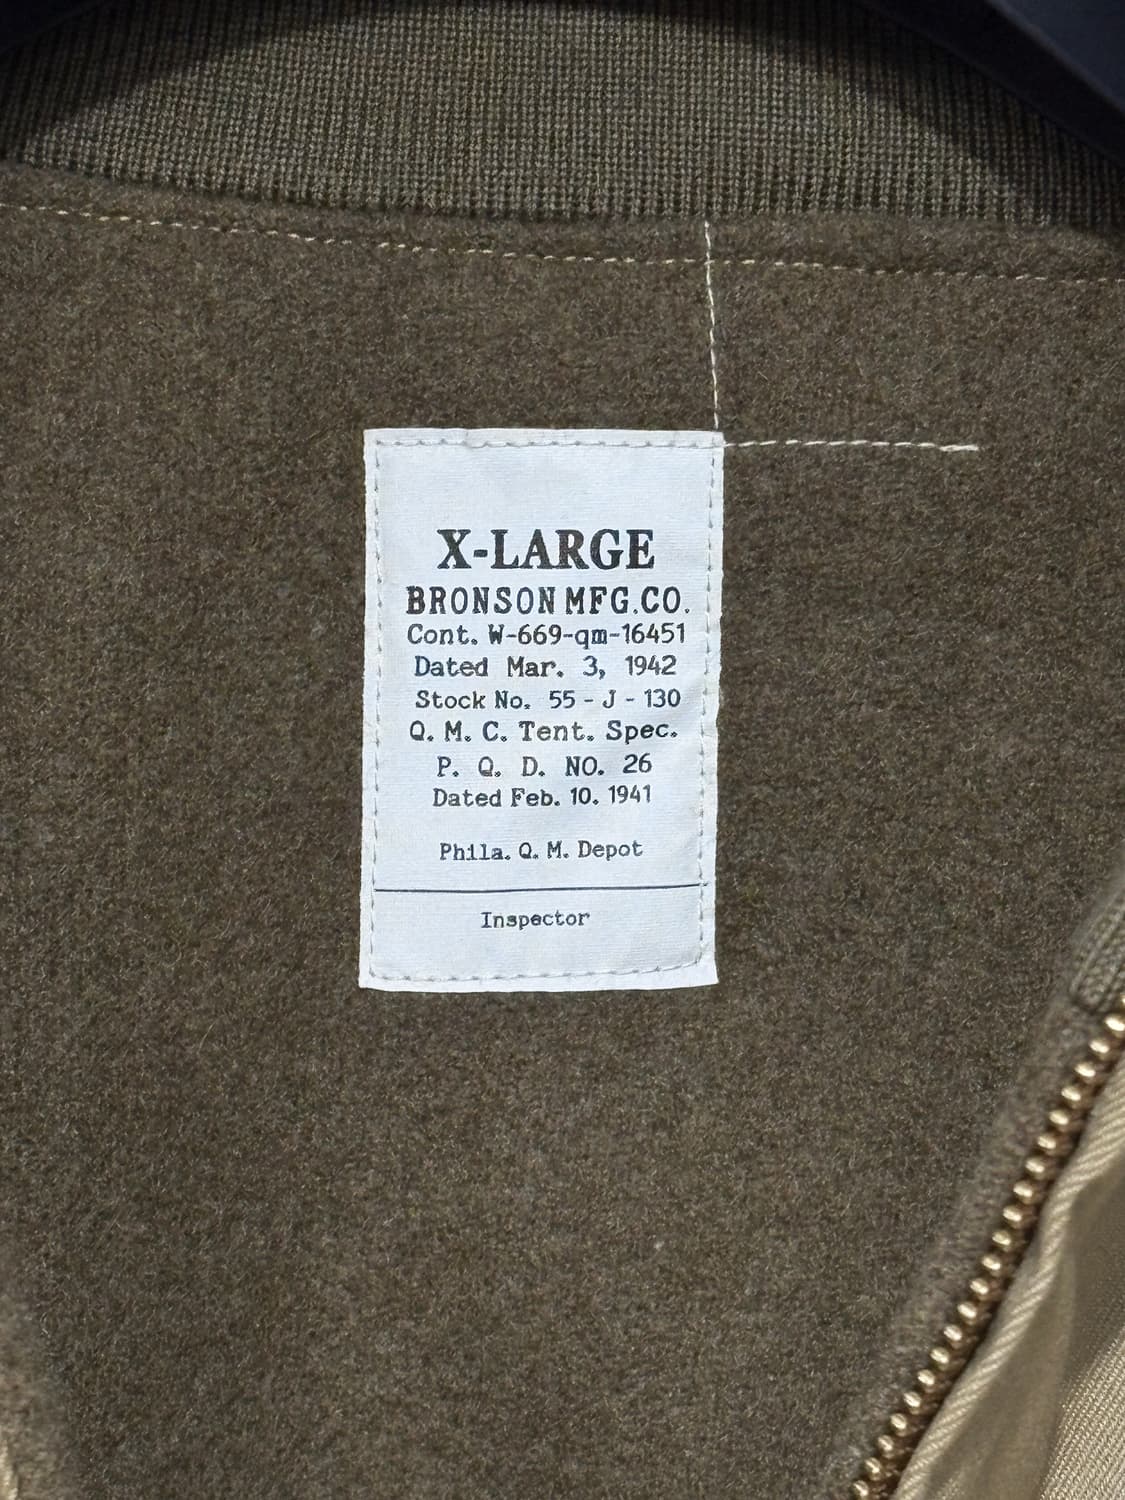 X-LARGE
BRONSON MFG.CO.
Cont. W-669-qm-16451
Dated Mar. 3, 1942
Stock No. 55 - J - 130
Q. M. C. Tent. Spec.
P. Q. D. NO. 26
Dated Feb. 10. 1941
Phila. Q. M. Depot
Inspector